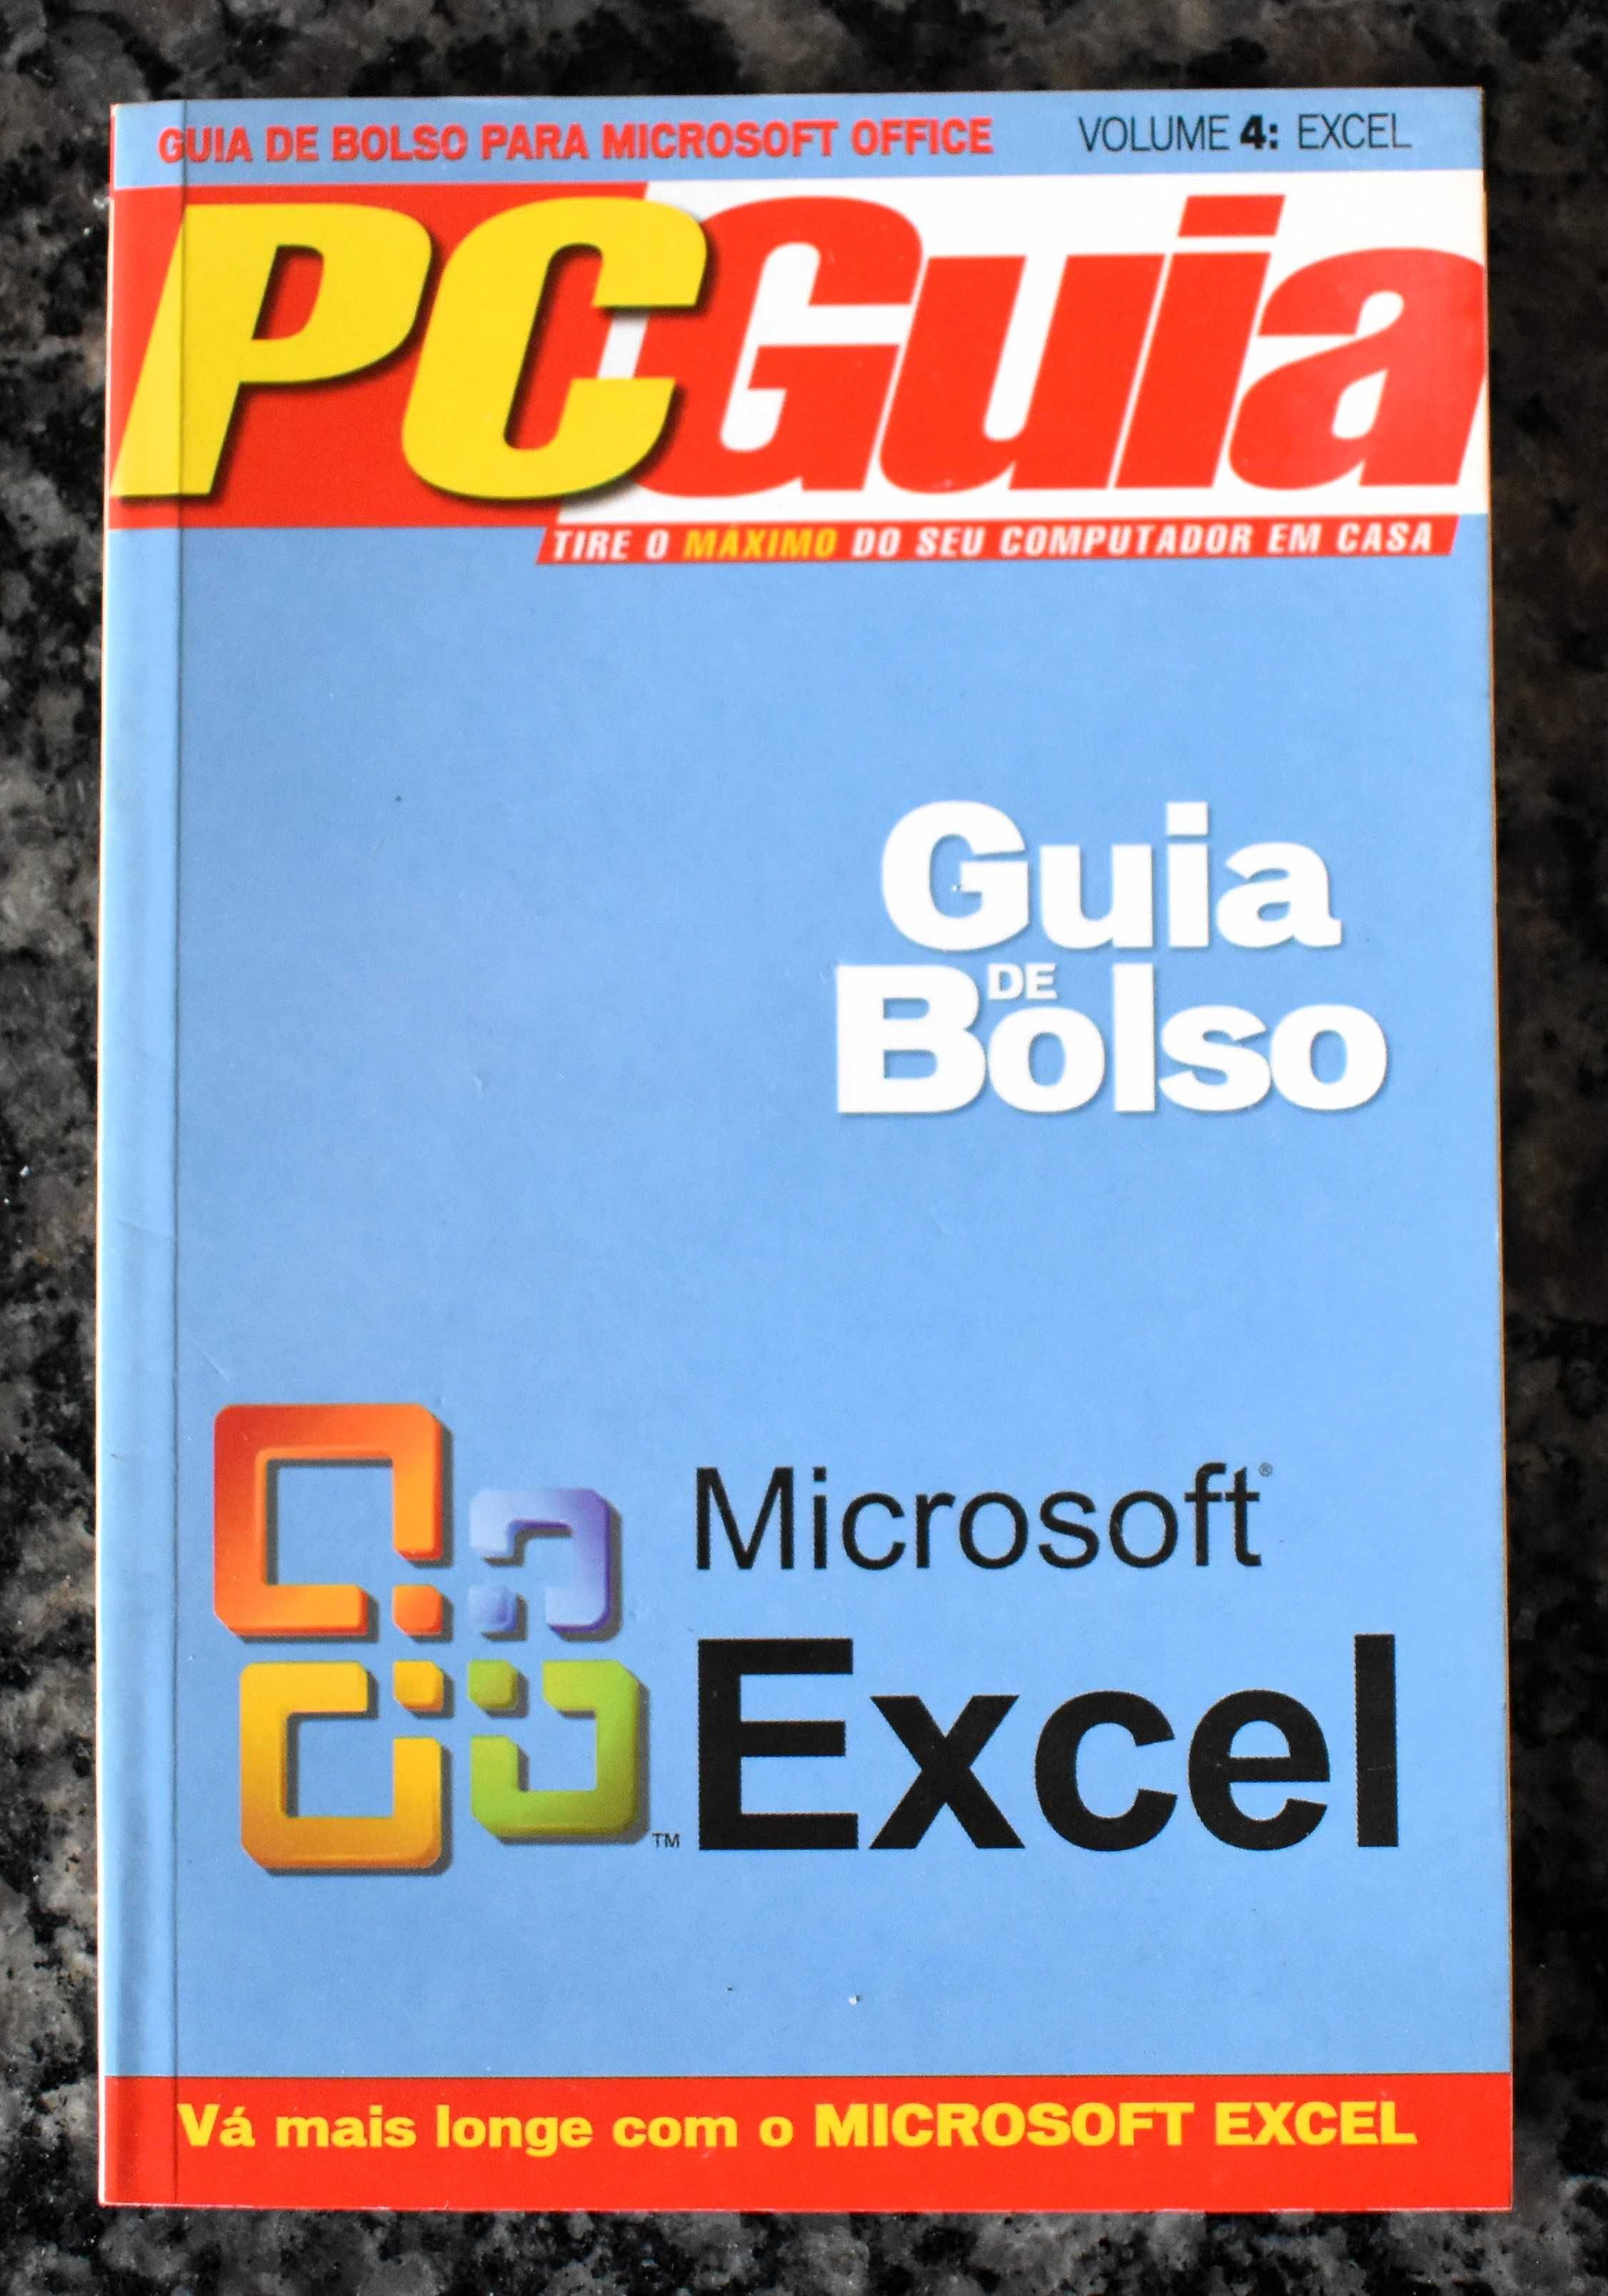 GUIA DE BOLSO PARA MICROSOFT OFFICE VOLUME 4: EXCEL
PCGuia
TIRE O MÁXIMO DO SEU COMPUTADOR EM CASA
Guia
DE
Bolso
Microsoft®
Excel
TM
Vá mais longe com o MICROSOFT EXCEL